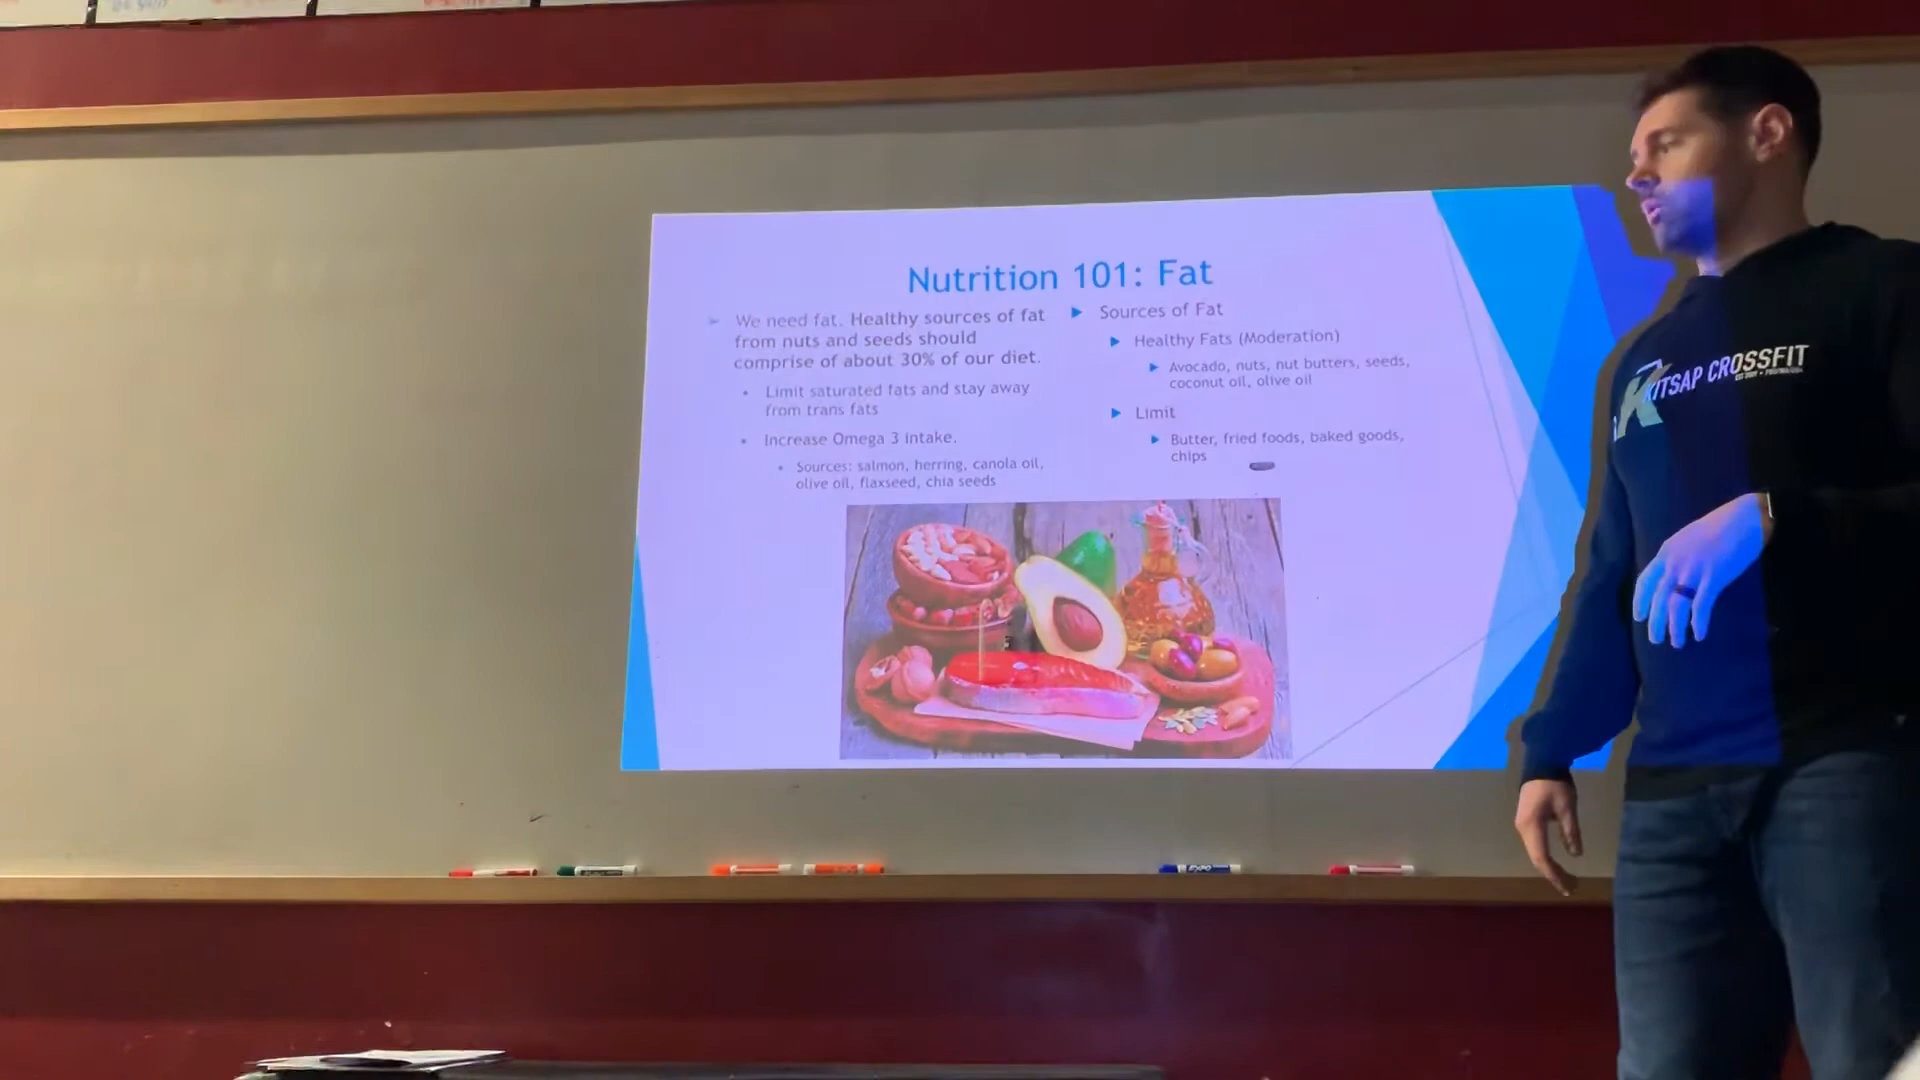 Nutrition 101: Fat
We need fat. Healthy sources of fat
from nuts and seeds should
comprise of about 30% of our diet.
Limit saturated fats and stay away
from trans fats
Increase Omega 3 intake.
Sources: salmon, herring, canola oil,
olive oil, flaxseed, chia seeds
Sources of Fat
Healthy Fats (Moderation)
Avocado, nuts, nut butters, seeds,
coconut oil, olive oil
Limit
Butter, fried foods, baked goods,
chips
KITSAP CROSSFIT
EXPO